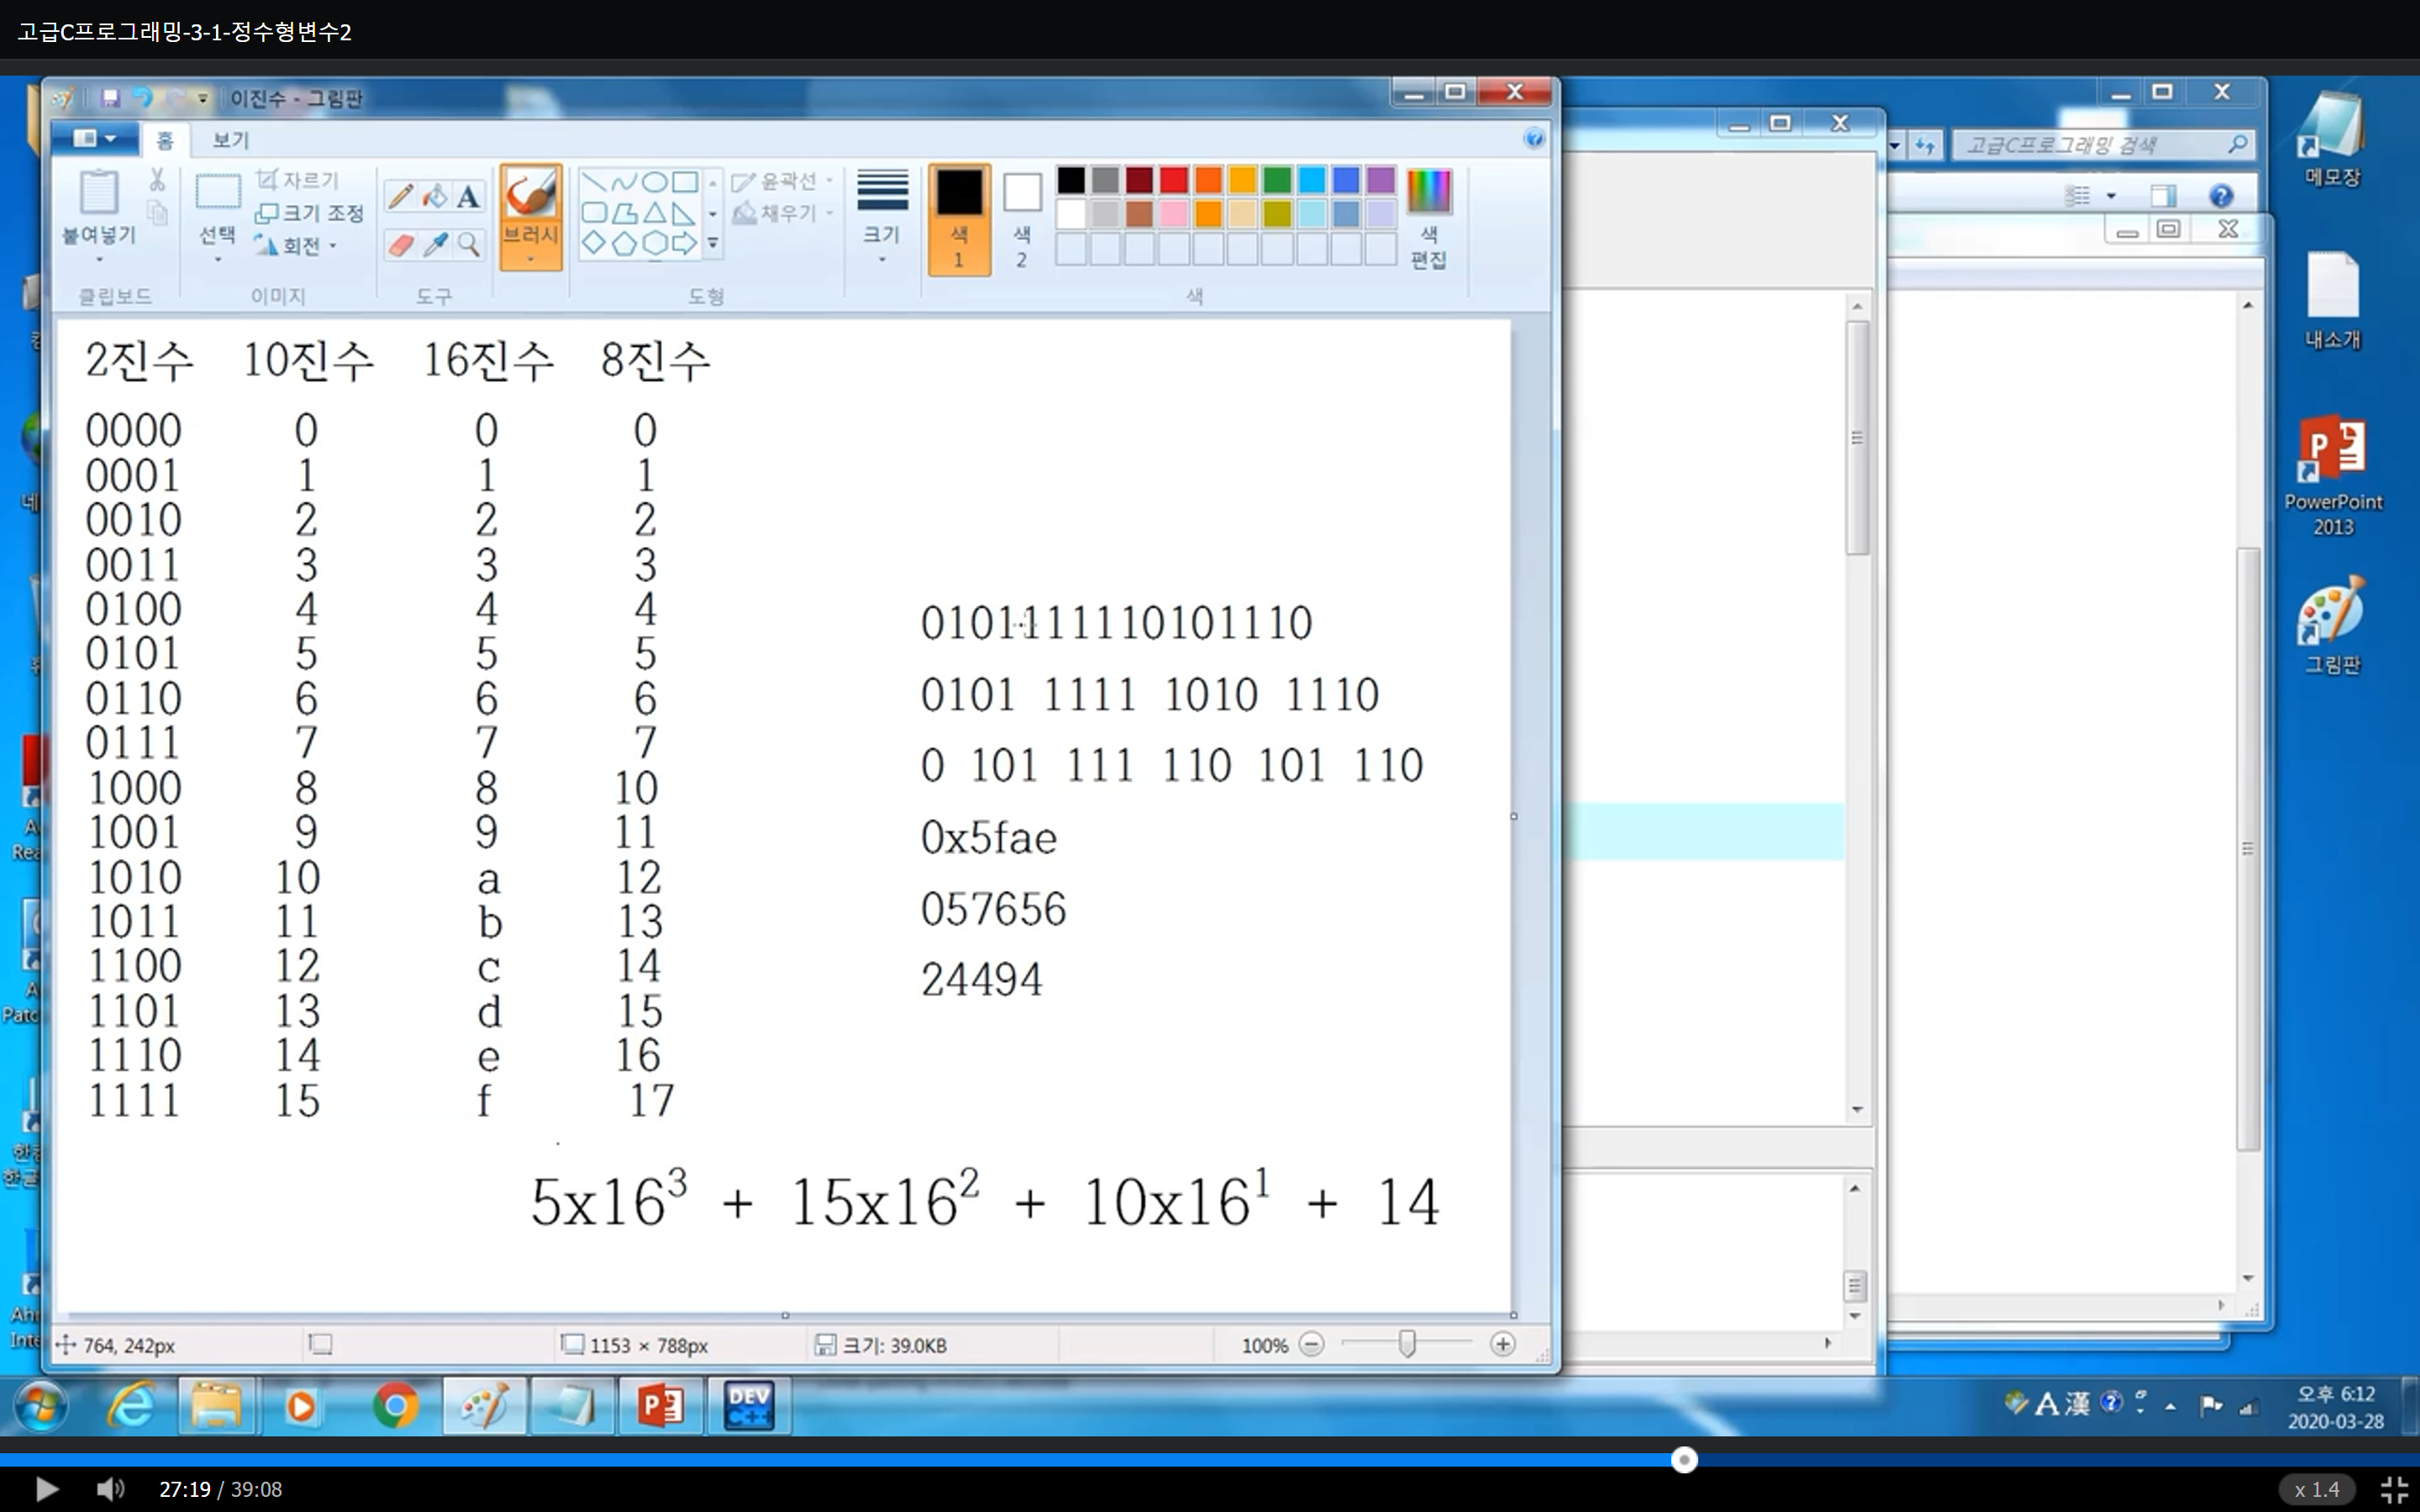 고급C프로그래밍-3-1-정수형변수2
이진수 - 그림판
홈 보기
붙여넣기
선택
자르기
크기 조정
회전
A
브러시
윤곽선
채우기
크기
색 1
색 2
색 편집
클립보드 이미지 도구 도형 색
고급C프로그래밍 검색
2진수 10진수 16진수 8진수
0000 0 0 0
0001 1 1 1
0010 2 2 2
0011 3 3 3
0100 4 4 4
0101 5 5 5
0110 6 6 6
0111 7 7 7
1000 8 8 10
1001 9 9 11
1010 10 a 12
1011 11 b 13
1100 12 c 14
1101 13 d 15
1110 14 e 16
1111 15 f 17
0101111110101110
0101 1111 1010 1110
0 101 111 110 101 110
0x5fae
057656
24494
5x16³ + 15x16² + 10x16¹ + 14
764, 242px
1153 × 788px
크기: 39.0KB
100%
메모장
내소개
PowerPoint
2013
그림판
DEV
C++
A 漢
오후 6:12
2020-03-28
27:19 / 39:08
x 1.4